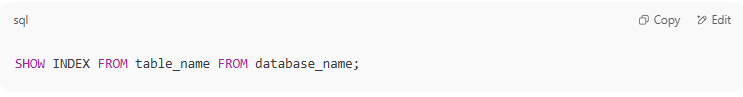 sql Copy Edit
SHOW INDEX FROM table_name FROM database_name;